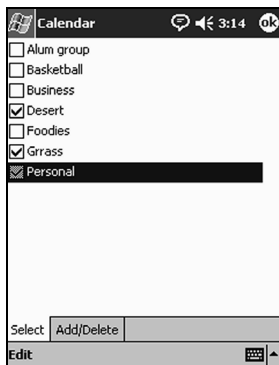 Calendar 3:14 ok
Alum group
Basketball
Business
Desert
Foodies
Grrass
Personal
Select Add/Delete
Edit